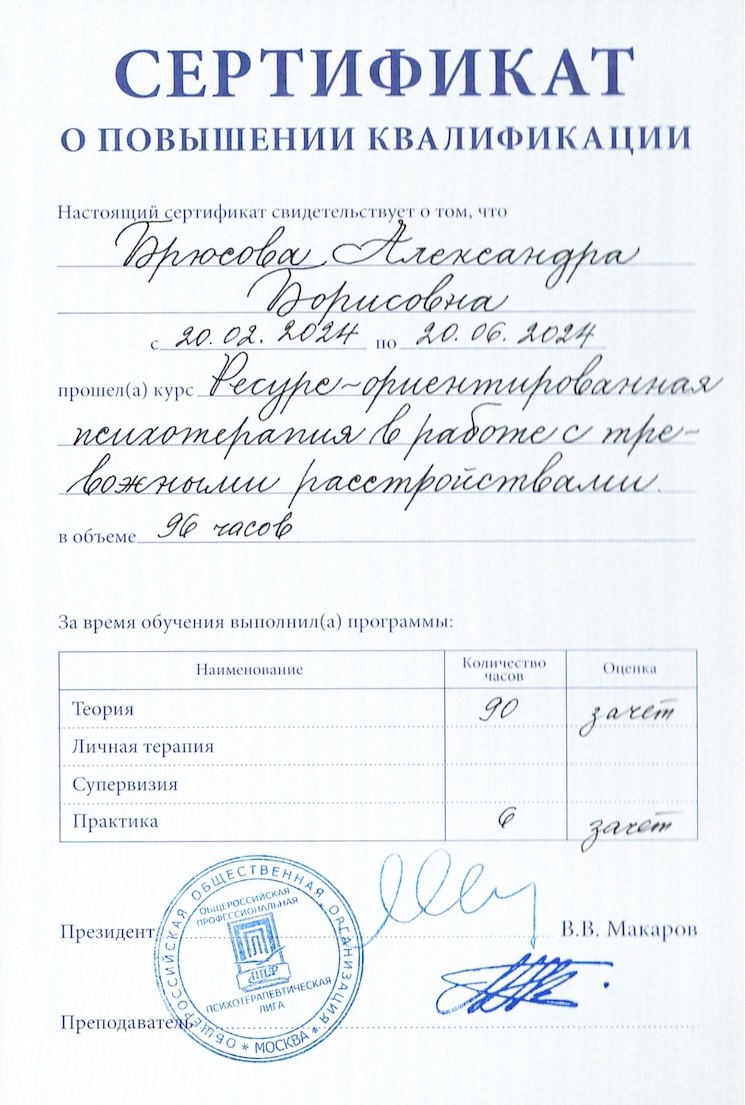 СЕРТИФИКАТ
О ПОВЫШЕНИИ КВАЛИФИКАЦИИ
Настоящий сертификат свидетельствует о том, что
Брюсова Александра
Борисовна
с 20.02.2024 по 20.06.2024
прошел(а) курс Ресурс-ориентированная
психотерапия в работе с тре-
вожными расстройствами.
в объеме 96 часов
За время обучения выполнил(а) программы:
Наименование Количество часов Оценка
Теория 90 зачет
Личная терапия
Супервизия
Практика 6 зачет
ОБЩЕРОССИЙСКАЯ ОБЩЕСТВЕННАЯ ОРГАНИЗАЦИЯ
ОБЩЕРОССИЙСКАЯ
ПРОФЕССИОНАЛЬНАЯ
ППЛ
ПСИХОТЕРАПЕВТИЧЕСКАЯ
ЛИГА
* МОСКВА *
Президент В.В. Макаров
Преподаватель